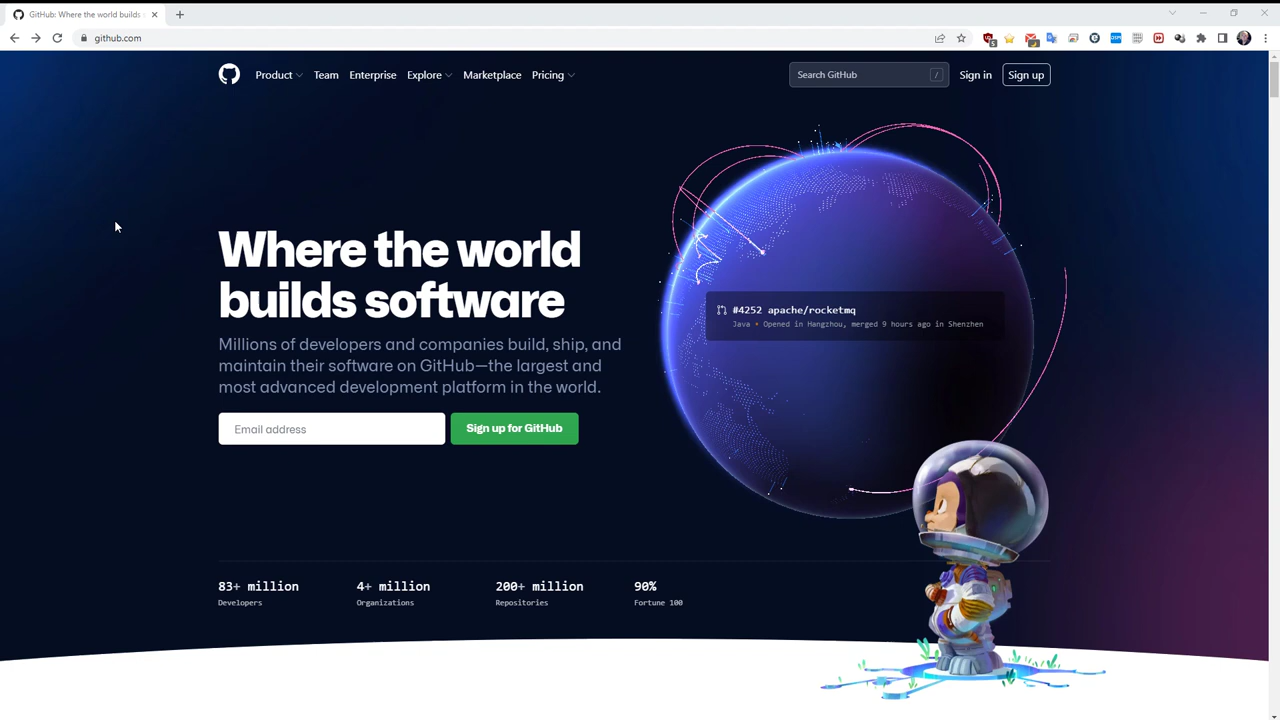 GitHub: Where the world builds
github.com
Product Team Enterprise Explore Marketplace Pricing Search GitHub / Sign in Sign up
Where the world
builds software
Millions of developers and companies build, ship, and
maintain their software on GitHub—the largest and
most advanced development platform in the world.
Email address Sign up for GitHub
#4252 apache/rocketmq
Java • Opened in Hangzhou, merged 9 hours ago in Shenzhen
83+ million 4+ million 200+ million 90%
Developers Organizations Repositories Fortune 100